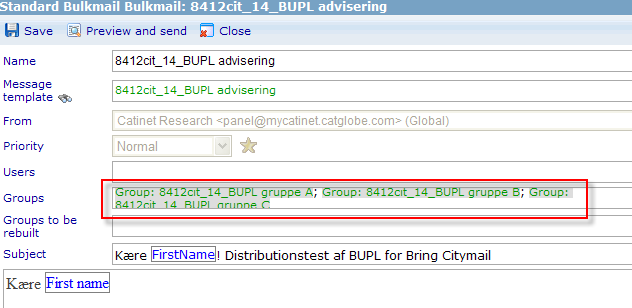 Standard Bulkmail Bulkmail: 8412cit_14_BUPL advisering
Save Preview and send Close
Name 8412cit_14_BUPL advisering
Message template 8412cit_14_BUPL advisering
From Catinet Research <panel@mycatinet.catglobe.com> (Global)
Priority Normal
Users
Groups Group: 8412cit_14_BUPL gruppe A; Group: 8412cit_14_BUPL gruppe B; Group:
8412cit_14_BUPL gruppe C
Groups to be rebuilt
Subject Kære FirstName! Distributionstest af BUPL for Bring Citymail
Kære First name